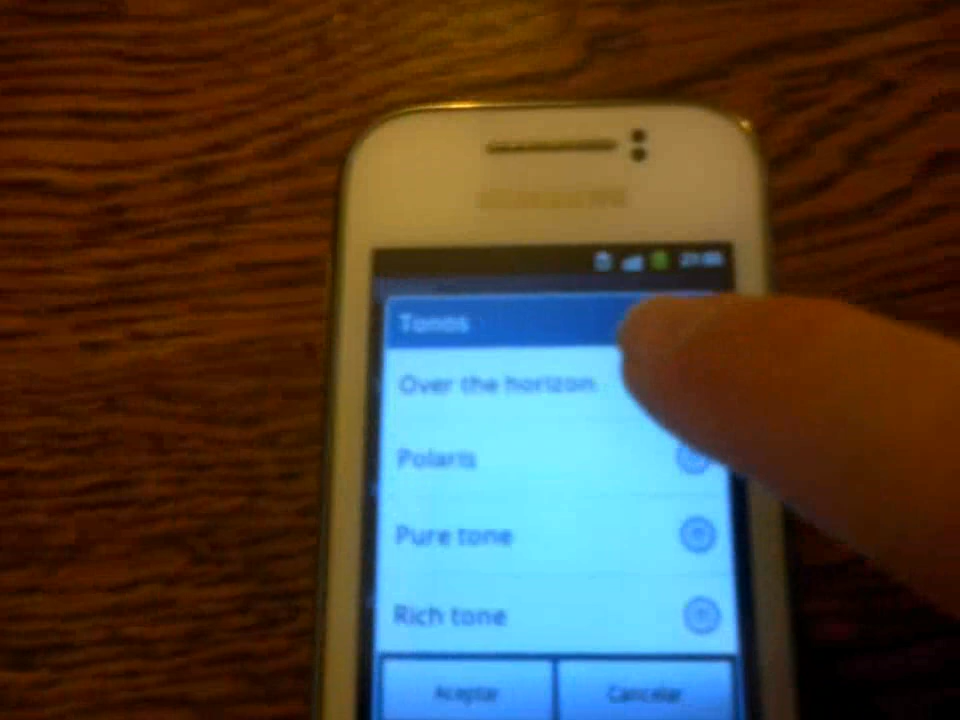 Tonos
Over the horizon
Polaris
Pure tone
Rich tone
Aceptar
Cancelar